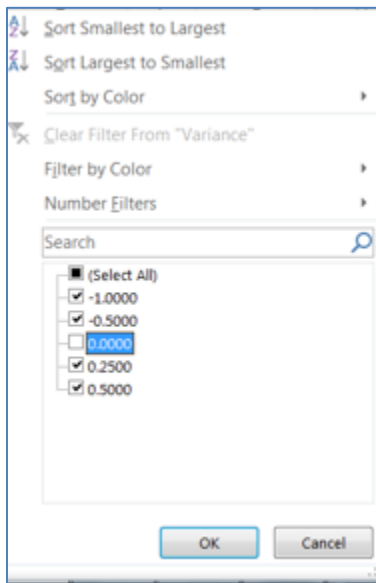 Sort Smallest to Largest
Sort Largest to Smallest
Sort by Color
Clear Filter From "Variance"
Filter by Color
Number Filters
Search
(Select All)
-1.0000
-0.5000
0.0000
0.2500
0.5000
OK Cancel